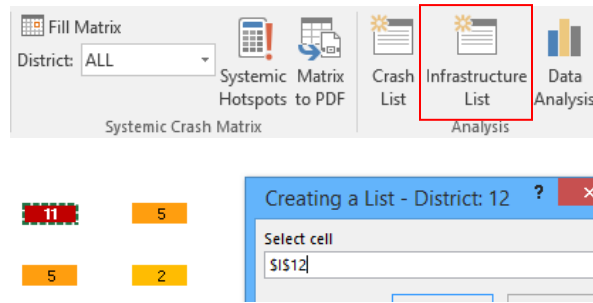 Fill Matrix
District: ALL
Systemic Hotspots
Matrix to PDF
Crash List
Infrastructure List
Data Analysis
Systemic Crash Matrix
Analysis
11 5
5 2
Creating a List - District: 12 ? ×
Select cell
$I$12